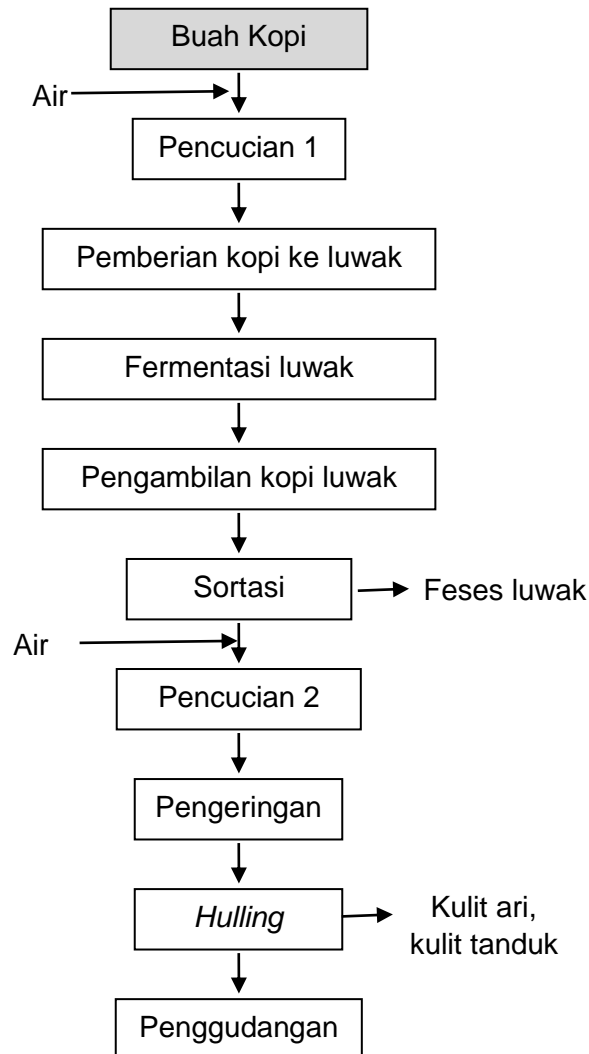 Buah Kopi
Air
Pencucian 1
Pemberian kopi ke luwak
Fermentasi luwak
Pengambilan kopi luwak
Sortasi
Feses luwak
Air
Pencucian 2
Pengeringan
Hulling
Kulit ari,
kulit tanduk
Penggudangan